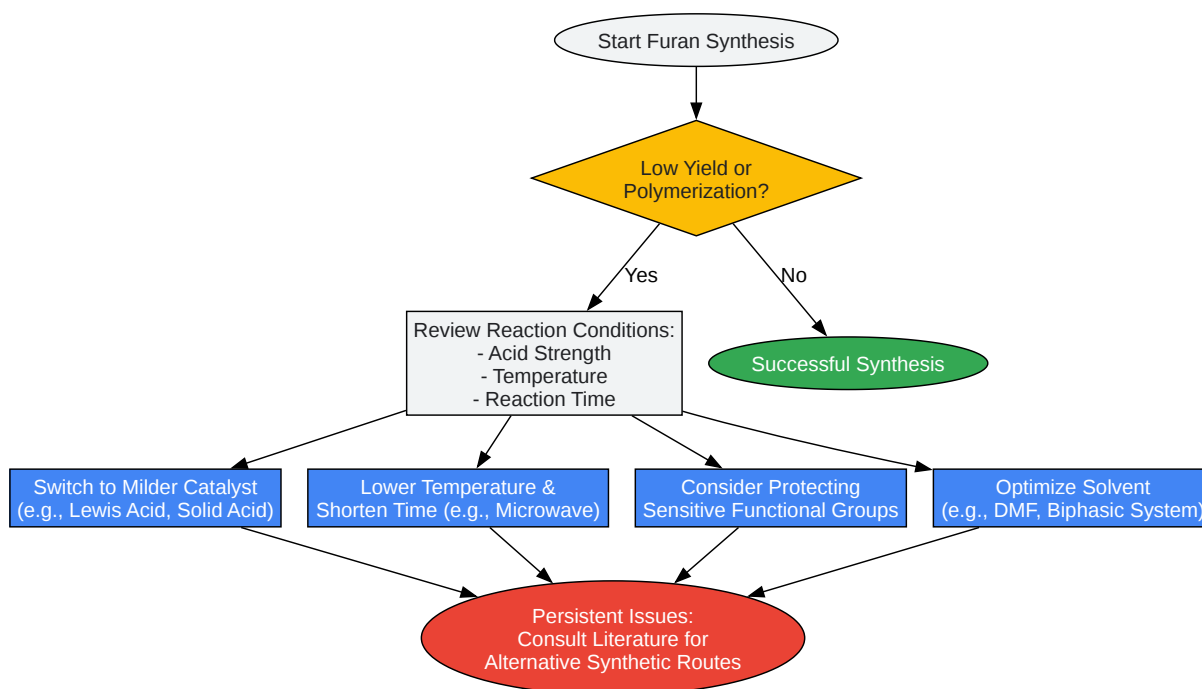 Start Furan Synthesis
Low Yield or
Polymerization?
Yes
No
Review Reaction Conditions:
- Acid Strength
- Temperature
- Reaction Time
Successful Synthesis
Switch to Milder Catalyst
(e.g., Lewis Acid, Solid Acid)
Lower Temperature &
Shorten Time (e.g., Microwave)
Consider Protecting
Sensitive Functional Groups
Optimize Solvent
(e.g., DMF, Biphasic System)
Persistent Issues:
Consult Literature for
Alternative Synthetic Routes